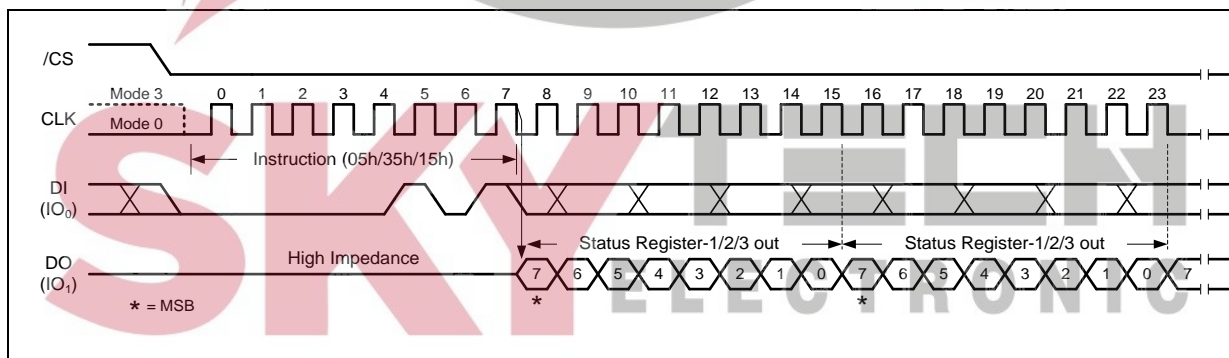 /CS
Mode 3
0 1 2 3 4 5 6 7 8 9 10 11 12 13 14 15 16 17 18 19 20 21 22 23
CLK
Mode 0
Instruction (05h/35h/15h)
DI
(IO0)
Status Register-1/2/3 out Status Register-1/2/3 out
High Impedance
DO
(IO1)
7 6 5 4 3 2 1 0 7 6 5 4 3 2 1 0 7
* *
* = MSB
SKYTECH
ELECTRONIC